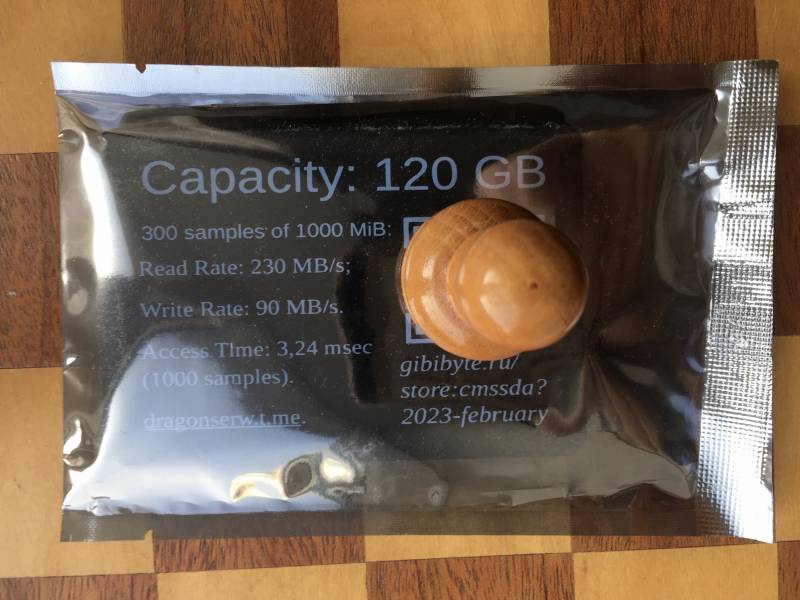 Capacity: 120 GB
300 samples of 1000 MiB:
Read Rate: 230 MB/s;
Write Rate: 90 MB/s.
Access TIme: 3,24 msec
(1000 samples).
dragonserw.t.me.
gibibyte.ru/
store:cmssda?
2023-february